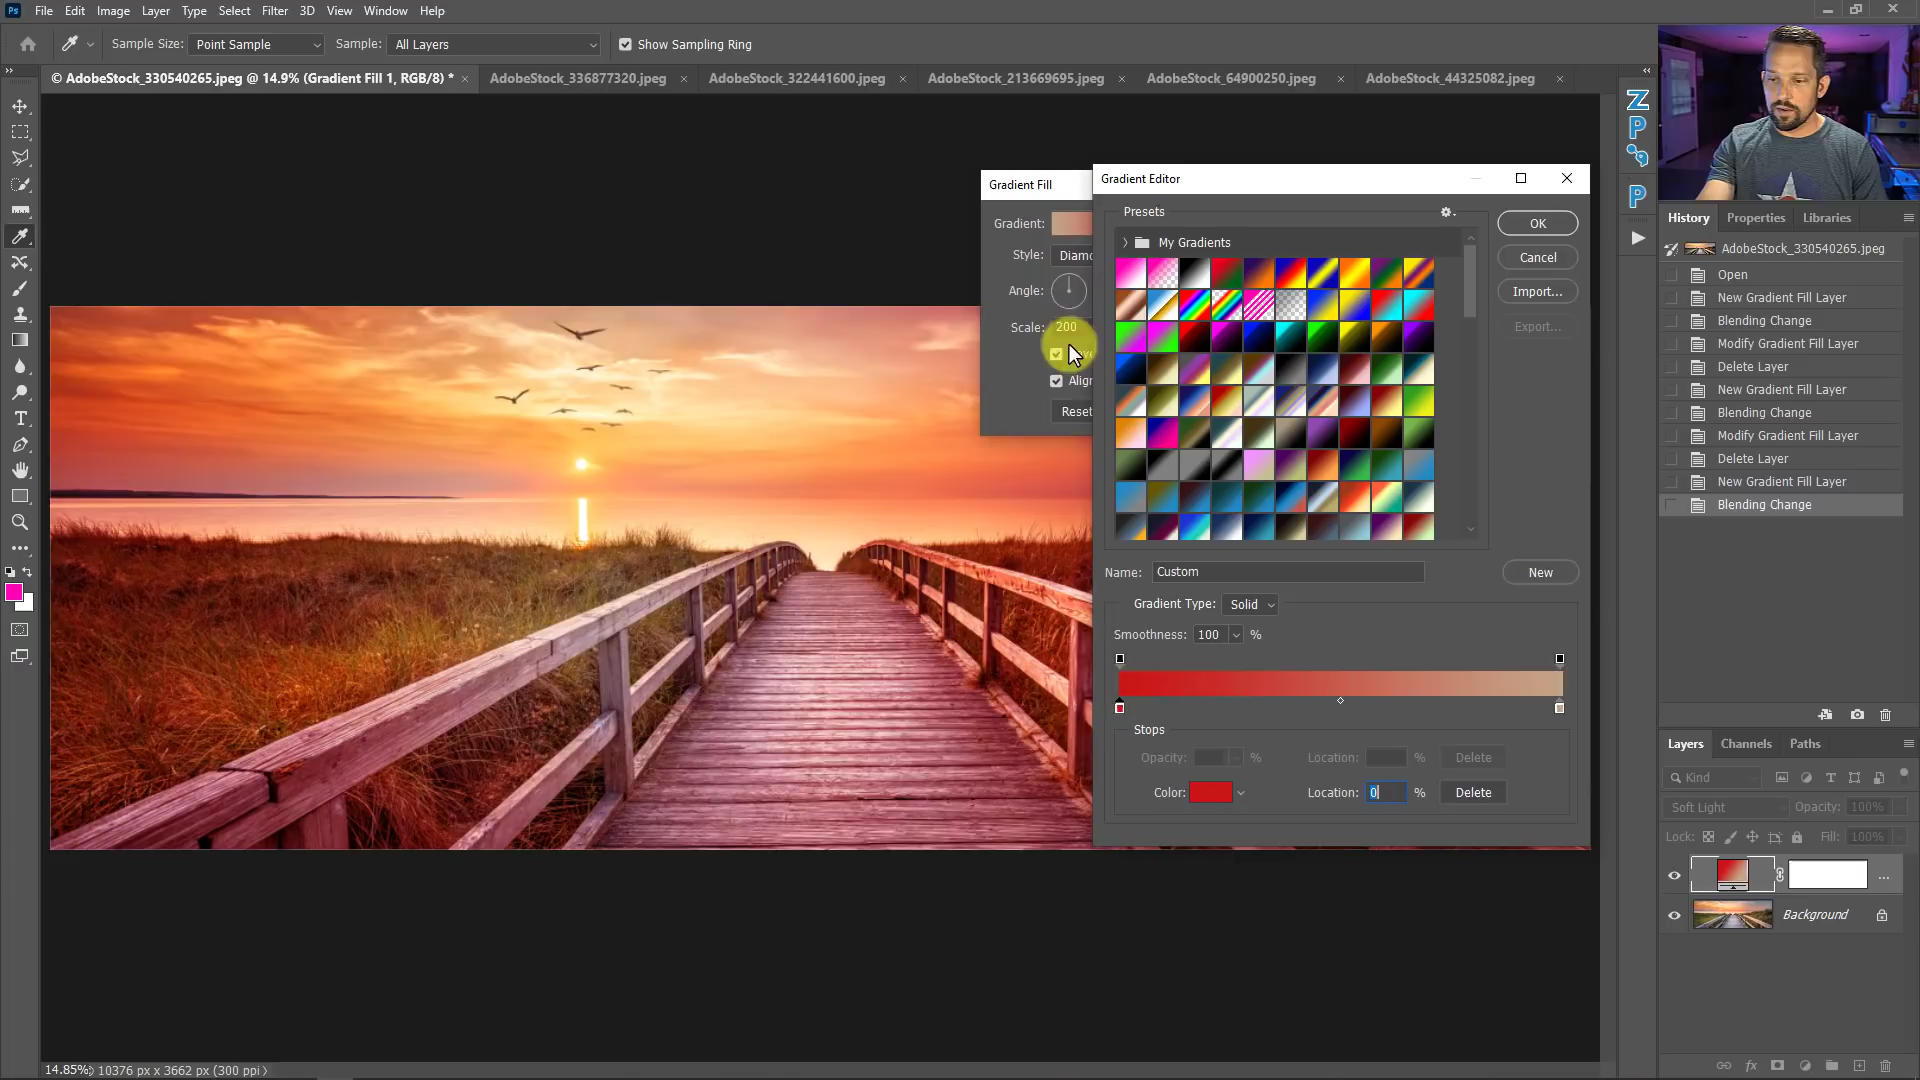 Ps File Edit Image Layer Type Select Filter 3D View Window Help
Sample Size: Point Sample Sample: All Layers Show Sampling Ring
© AdobeStock_330540265.jpeg @ 14.9% (Gradient Fill 1, RGB/8) * AdobeStock_336877320.jpeg AdobeStock_322441600.jpeg AdobeStock_213669695.jpeg AdobeStock_64900250.jpeg AdobeStock_44325082.jpeg
Gradient Fill
Gradient:
Style:
Angle:
Scale: 200
Reset
Gradient Editor
Presets
My Gradients
OK
Cancel
Import...
Export...
Name: Custom
New
Gradient Type: Solid
Smoothness: 100 %
Stops
Opacity: % Location: % Delete
Color: Location: 0 % Delete
History Properties Libraries
AdobeStock_330540265.jpeg
Open
New Gradient Fill Layer
Blending Change
Modify Gradient Fill Layer
Delete Layer
New Gradient Fill Layer
Blending Change
Modify Gradient Fill Layer
Delete Layer
New Gradient Fill Layer
Blending Change
Layers Channels Paths
Kind
Soft Light Opacity: 100%
Lock: Fill: 100%
Background
14.85% 10376 px x 3662 px (300 ppi)